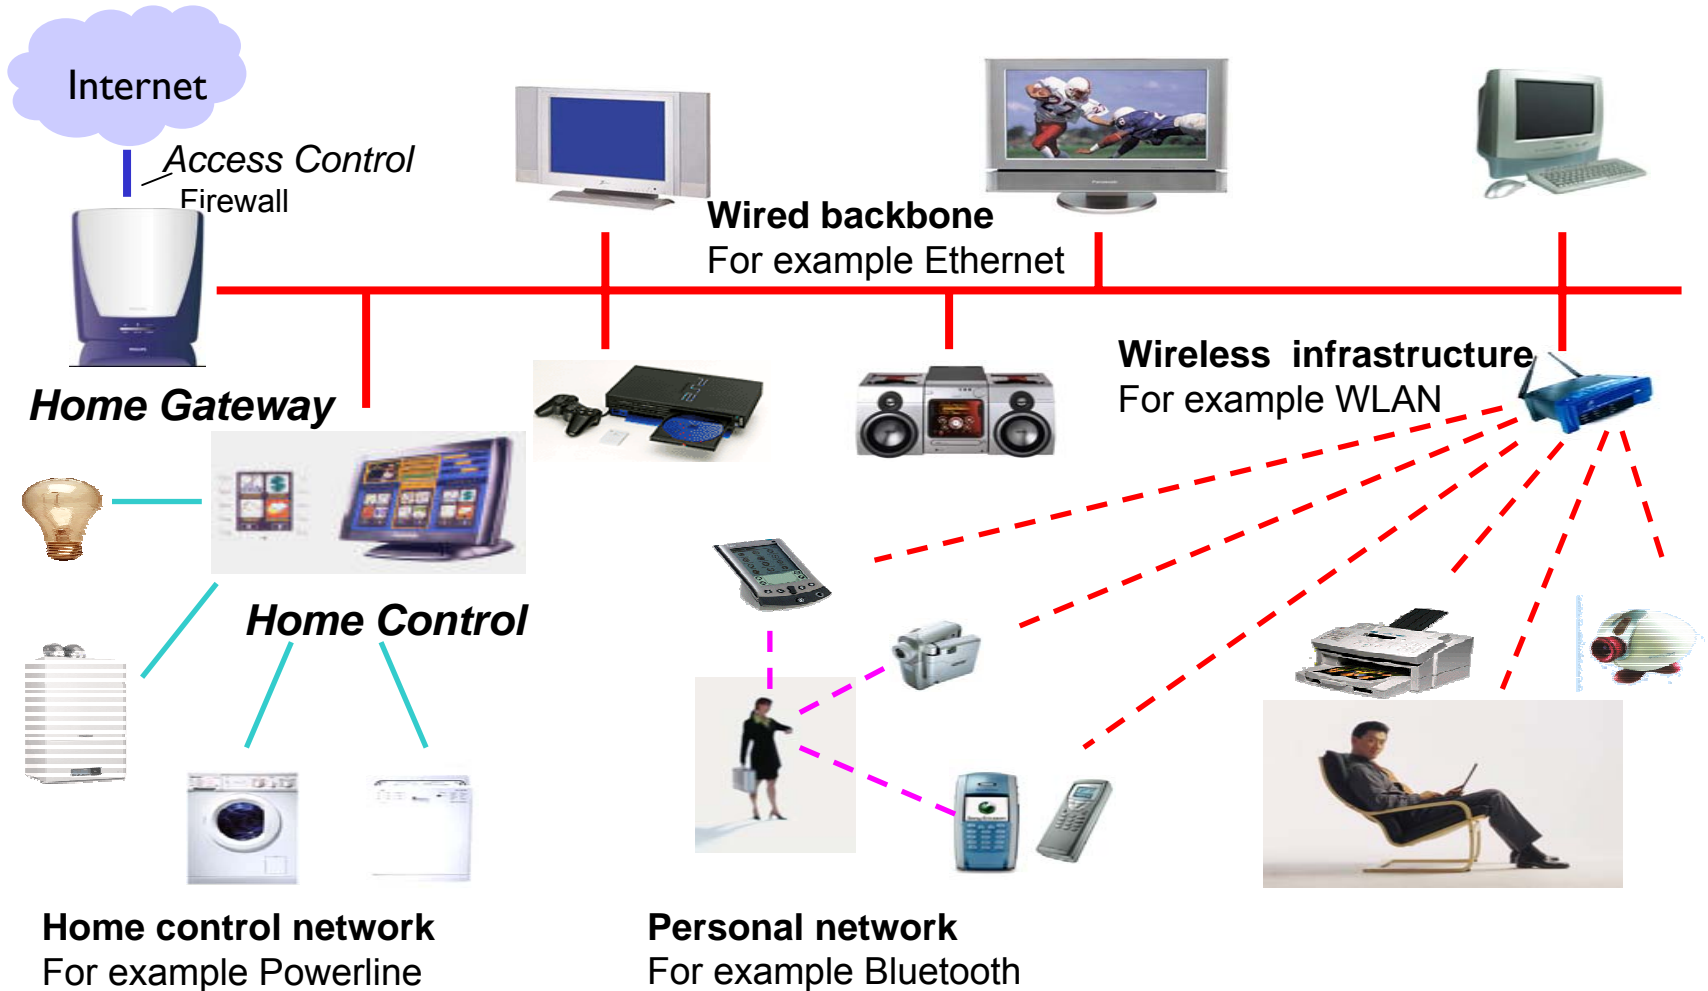 Internet
Access Control
Firewall
Wired backbone
For example Ethernet
Wireless infrastructure
For example WLAN
Home Gateway
Home Control
Home control network
For example Powerline
Personal network
For example Bluetooth